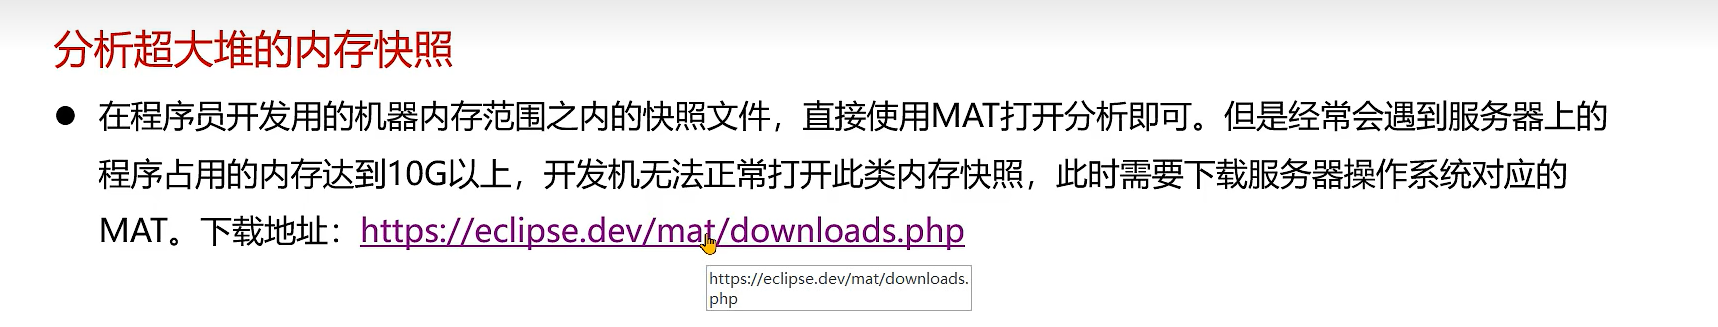 分析超大堆的内存快照
● 在程序员开发用的机器内存范围之内的快照文件，直接使用MAT打开分析即可。但是经常会遇到服务器上的
程序占用的内存达到10G以上，开发机无法正常打开此类内存快照，此时需要下载服务器操作系统对应的
MAT。下载地址：https://eclipse.dev/mat/downloads.php
https://eclipse.dev/mat/downloads.
php